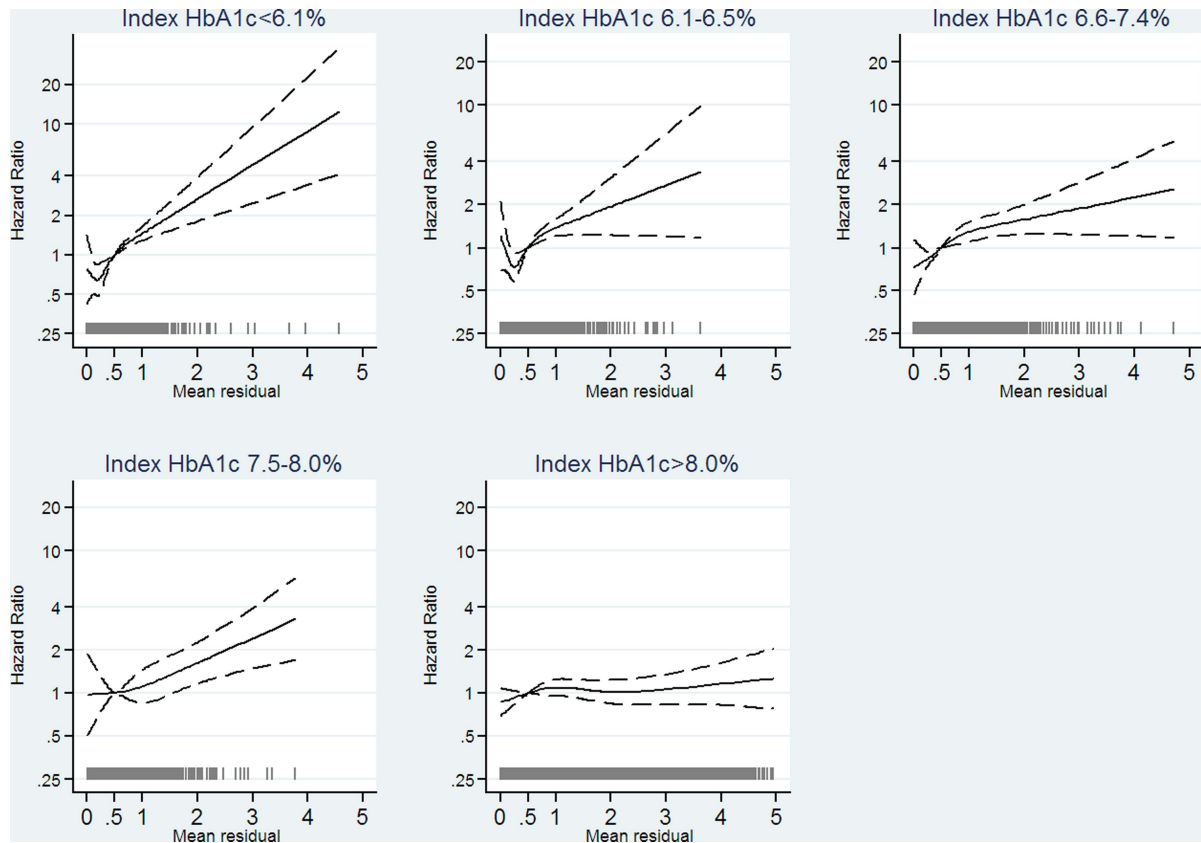 Index HbA1c<6.1%
Hazard Ratio
20
10
4
2
1
.5
.25
0 .5 1 2 3 4 5
Mean residual
Index HbA1c 6.1-6.5%
Hazard Ratio
20
10
4
2
1
.5
.25
0 .5 1 2 3 4 5
Mean residual
Index HbA1c 6.6-7.4%
Hazard Ratio
20
10
4
2
1
.5
.25
0 .5 1 2 3 4 5
Mean residual
Index HbA1c 7.5-8.0%
Hazard Ratio
20
10
4
2
1
.5
.25
0 .5 1 2 3 4 5
Mean residual
Index HbA1c>8.0%
Hazard Ratio
20
10
4
2
1
.5
.25
0 .5 1 2 3 4 5
Mean residual